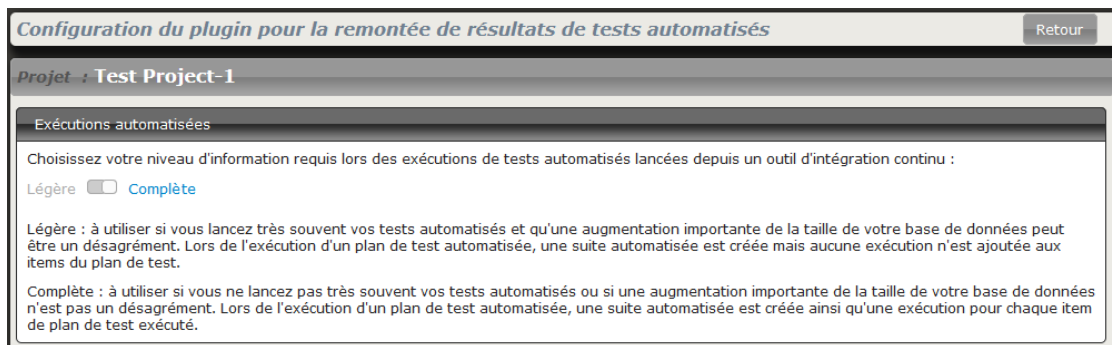 Configuration du plugin pour la remontée de résultats de tests automatisés
Retour
Projet : Test Project-1
Exécutions automatisées
Choisissez votre niveau d'information requis lors des exécutions de tests automatisés lancées depuis un outil d'intégration continu :
Légère Complète
Légère : à utiliser si vous lancez très souvent vos tests automatisés et qu'une augmentation importante de la taille de votre base de données peut
être un désagrément. Lors de l'exécution d'un plan de test automatisée, une suite automatisée est créée mais aucune exécution n'est ajoutée aux
items du plan de test.
Complète : à utiliser si vous ne lancez pas très souvent vos tests automatisés ou si une augmentation importante de la taille de votre base de données
n'est pas un désagrément. Lors de l'exécution d'un plan de test automatisée, une suite automatisée est créée ainsi qu'une exécution pour chaque item
de plan de test exécuté.